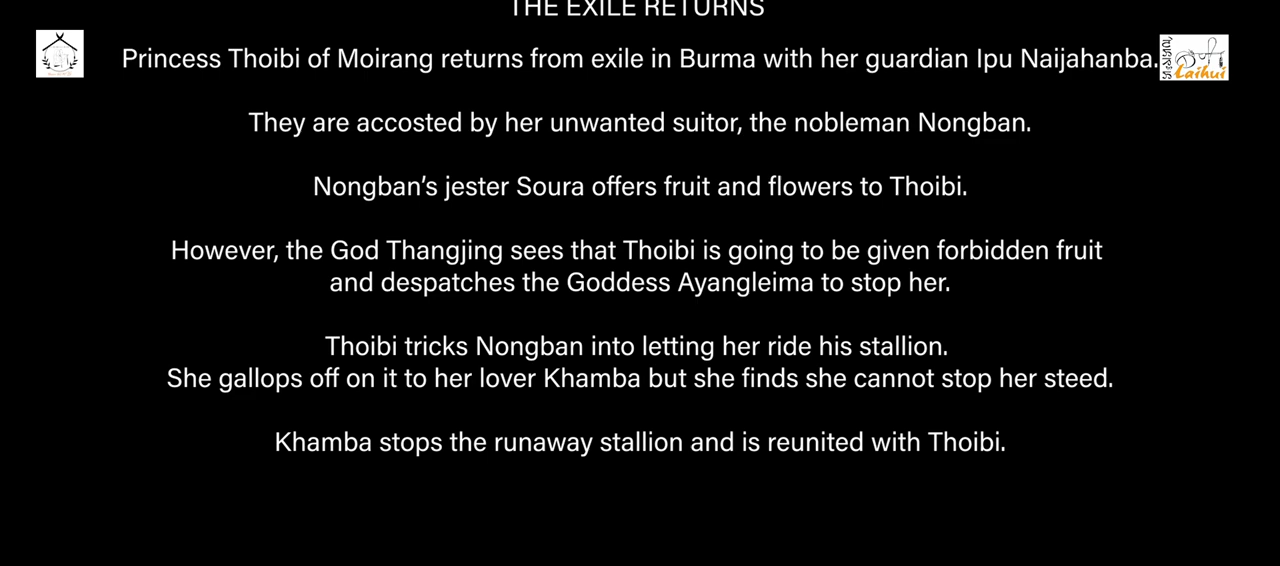 THE EXILE RETURNS
Princess Thoibi of Moirang returns from exile in Burma with her guardian Ipu Naijahanba.
They are accosted by her unwanted suitor, the nobleman Nongban.
Nongban’s jester Soura offers fruit and flowers to Thoibi.
However, the God Thangjing sees that Thoibi is going to be given forbidden fruit
and despatches the Goddess Ayangleima to stop her.
Thoibi tricks Nongban into letting her ride his stallion.
She gallops off on it to her lover Khamba but she finds she cannot stop her steed.
Khamba stops the runaway stallion and is reunited with Thoibi.
Laihui